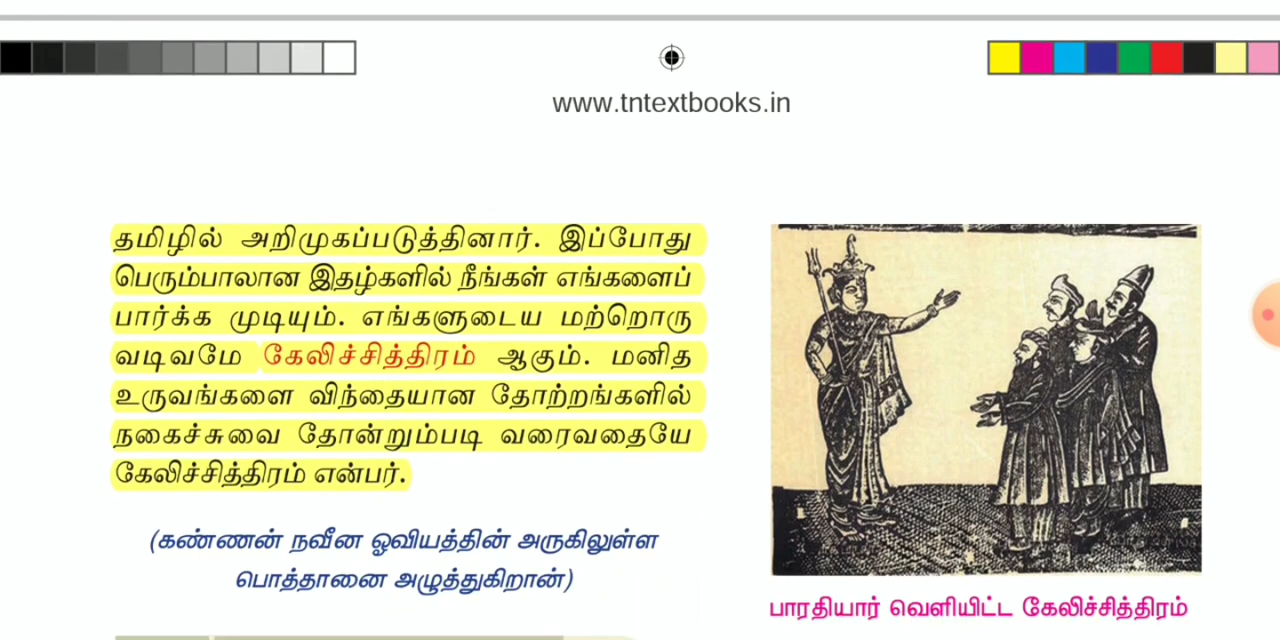 www.tntextbooks.in
தமிழில் அறிமுகப்படுத்தினார். இப்போது
பெரும்பாலான இதழ்களில் நீங்கள் எங்களைப்
பார்க்க முடியும். எங்களுடைய மற்றொரு
வடிவமே கேலிச்சித்திரம் ஆகும். மனித
உருவங்களை விந்தையான தோற்றங்களில்
நகைச்சுவை தோன்றும்படி வரைவதையே
கேலிச்சித்திரம் என்பர்.
(கண்ணன் நவீன ஓவியத்தின் அருகிலுள்ள
பொத்தானை அழுத்துகிறான்)
பாரதியார் வெளியிட்ட கேலிச்சித்திரம்